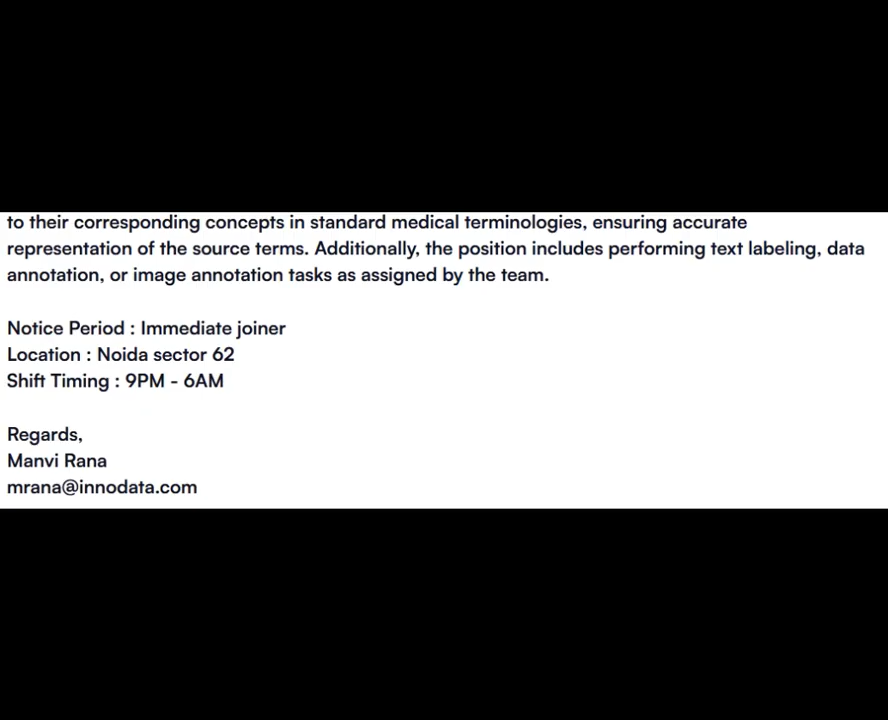 to their corresponding concepts in standard medical terminologies, ensuring accurate
representation of the source terms. Additionally, the position includes performing text labeling, data
annotation, or image annotation tasks as assigned by the team.
Notice Period : Immediate joiner
Location : Noida sector 62
Shift Timing : 9PM - 6AM
Regards,
Manvi Rana
mrana@innodata.com